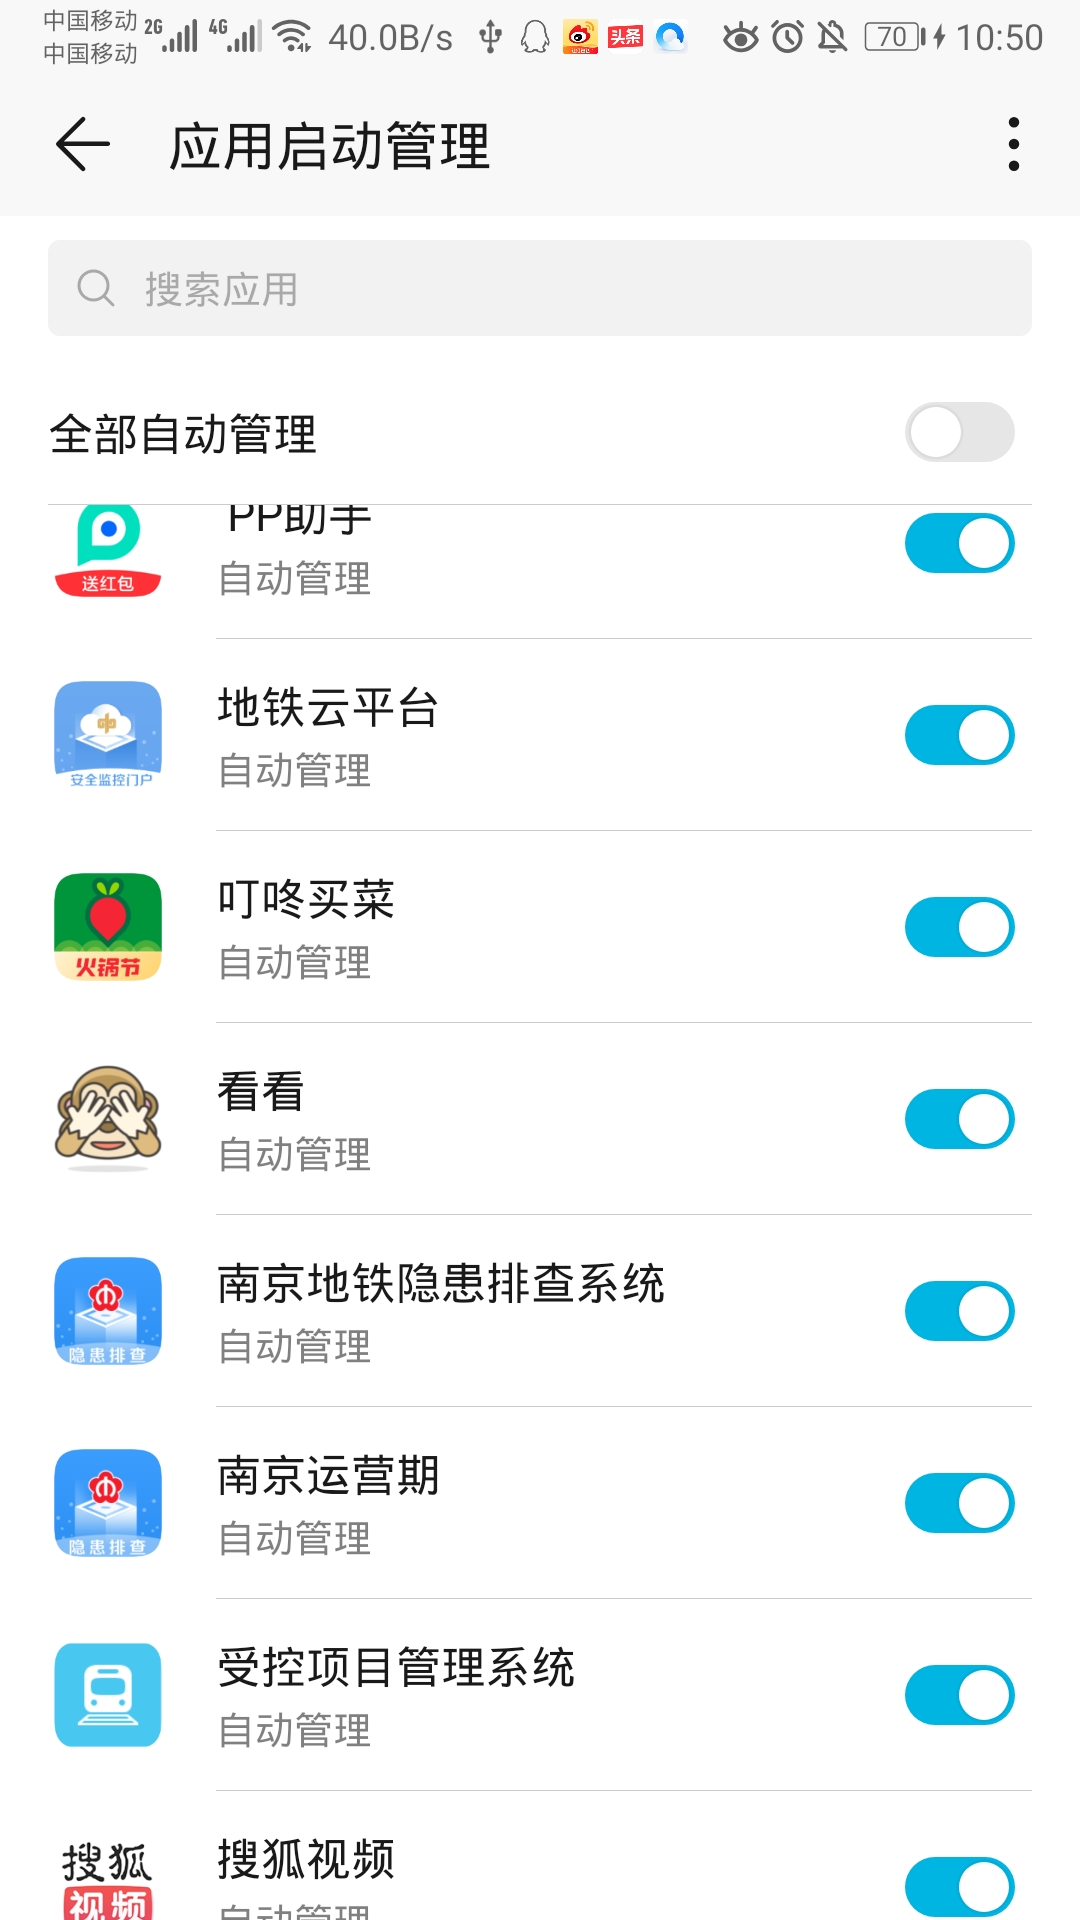 中国移动 2G 4G 40.0B/s 头条 70 10:50
中国移动
应用启动管理
搜索应用
全部自动管理
PP助手
送红包
自动管理
地铁云平台
自动管理
安全监控门户
叮咚买菜
自动管理
火锅节
看看
自动管理
南京地铁隐患排查系统
自动管理
隐患排查
南京运营期
自动管理
隐患排查
受控项目管理系统
自动管理
搜狐视频
搜狐
视频
自动管理